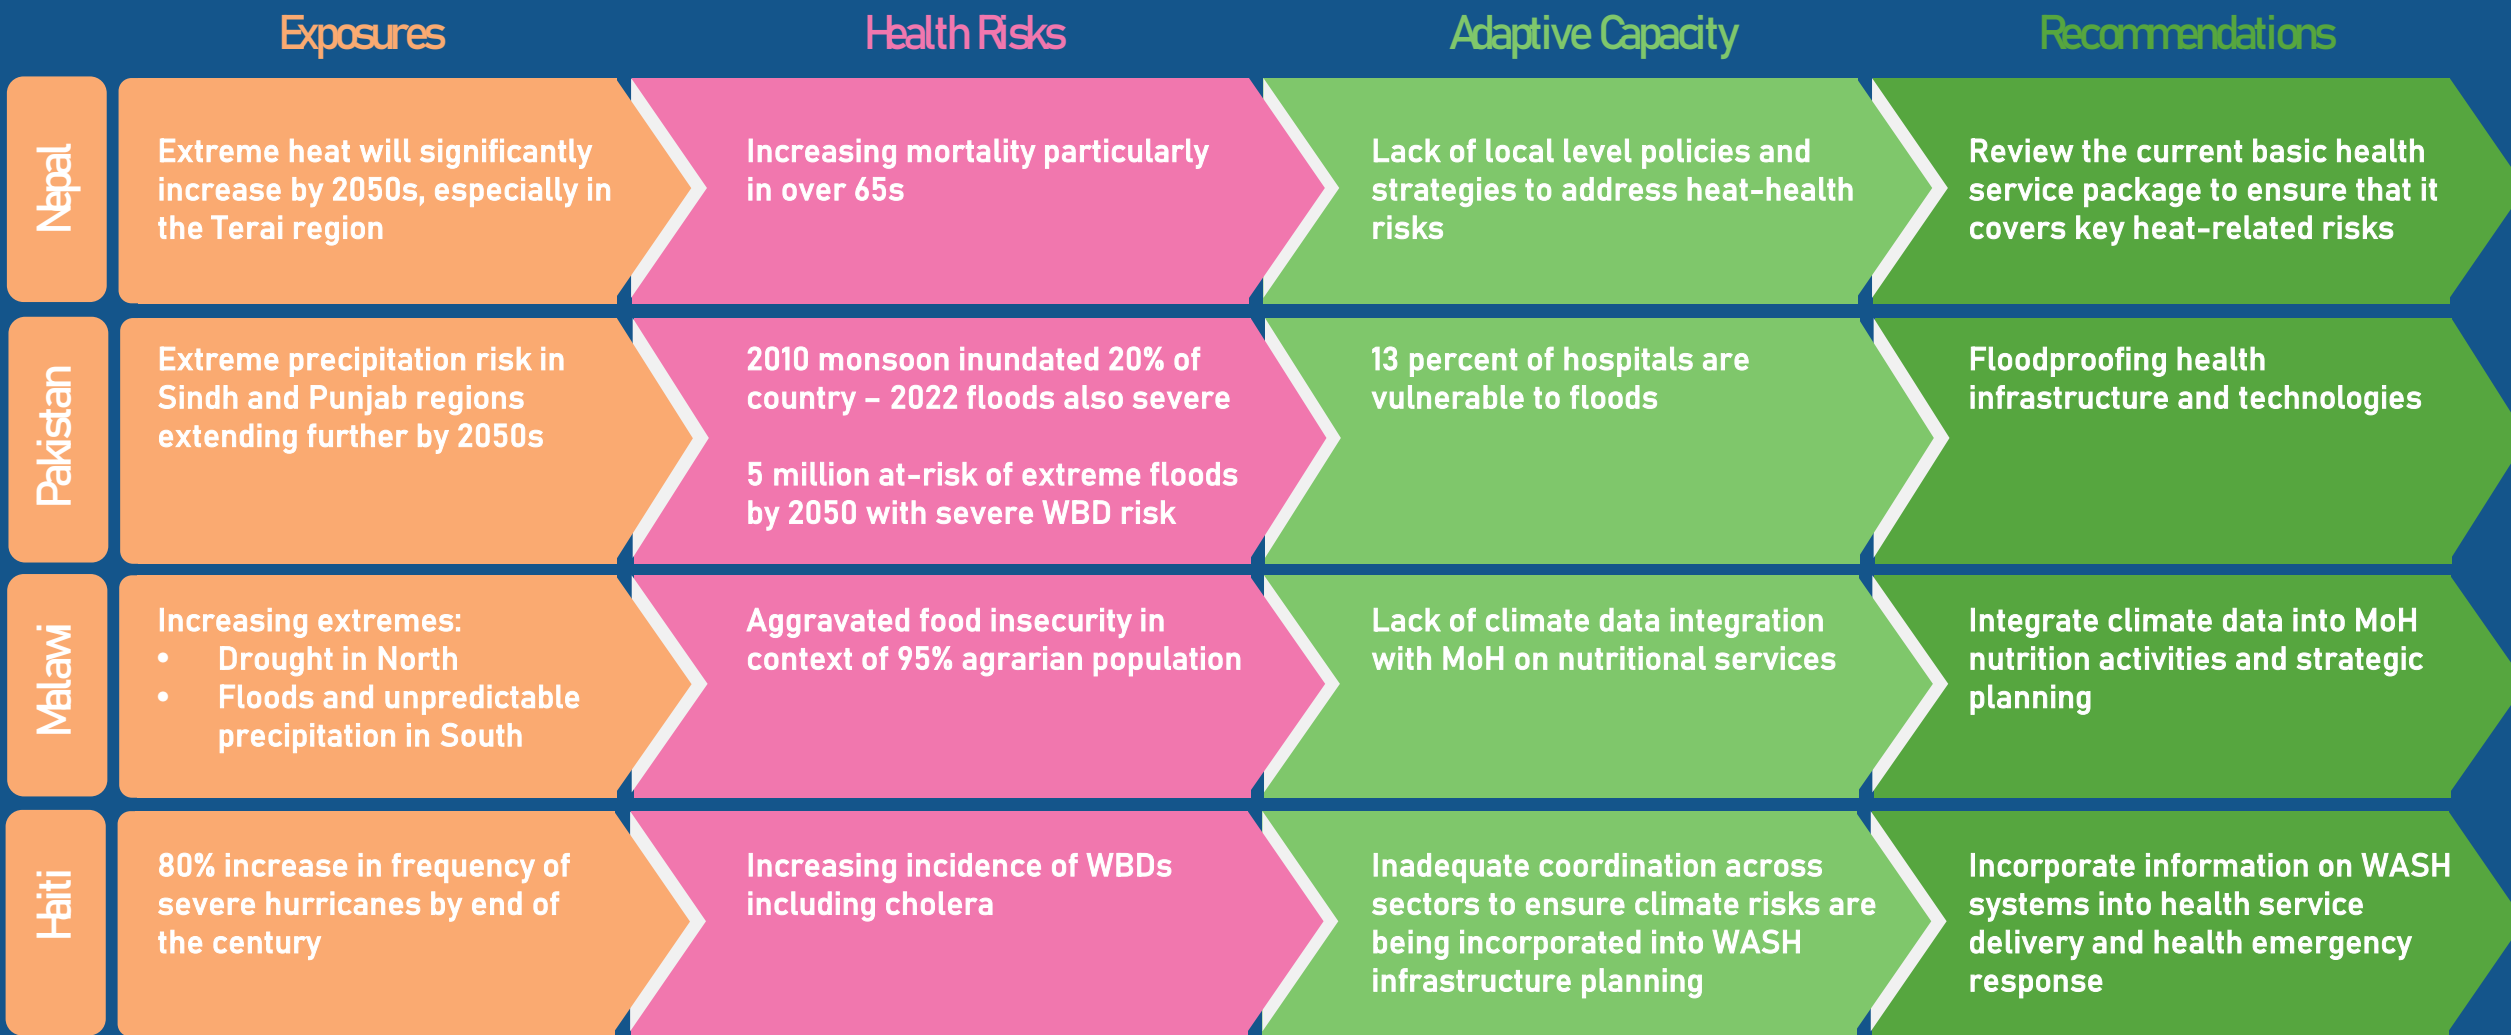 Exposures
Health Risks
Adaptive Capacity
Recommendations
Nepal
Extreme heat will significantly
increase by 2050s, especially in
the Terai region
Increasing mortality particularly
in over 65s
Lack of local level policies and
strategies to address heat-health
risks
Review the current basic health
service package to ensure that it
covers key heat-related risks
Pakistan
Extreme precipitation risk in
Sindh and Punjab regions
extending further by 2050s
2010 monsoon inundated 20% of
country – 2022 floods also severe
5 million at-risk of extreme floods
by 2050 with severe WBD risk
13 percent of hospitals are
vulnerable to floods
Floodproofing health
infrastructure and technologies
Malawi
Increasing extremes:
• Drought in North
• Floods and unpredictable
precipitation in South
Aggravated food insecurity in
context of 95% agrarian population
Lack of climate data integration
with MoH on nutritional services
Integrate climate data into MoH
nutrition activities and strategic
planning
Haiti
80% increase in frequency of
severe hurricanes by end of
the century
Increasing incidence of WBDs
including cholera
Inadequate coordination across
sectors to ensure climate risks are
being incorporated into WASH
infrastructure planning
Incorporate information on WASH
systems into health service
delivery and health emergency
response